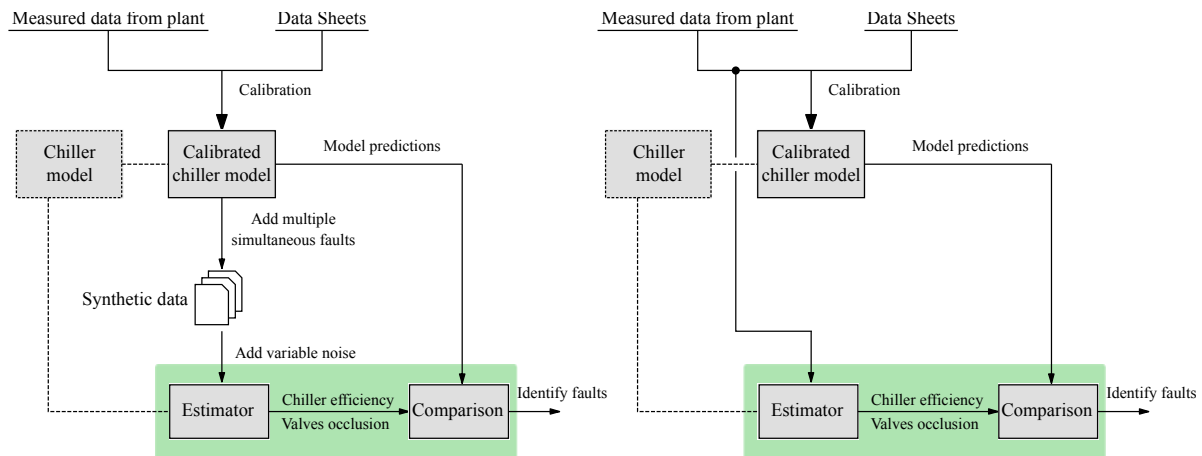 Measured data from plant
Data Sheets
Calibration
Chiller
model
Calibrated
chiller model
Model predictions
Add multiple
simultaneous faults
Synthetic data
Add variable noise
Estimator
Chiller efficiency
Valves occlusion
Comparison
Identify faults
Measured data from plant
Data Sheets
Calibration
Chiller
model
Calibrated
chiller model
Model predictions
Estimator
Chiller efficiency
Valves occlusion
Comparison
Identify faults